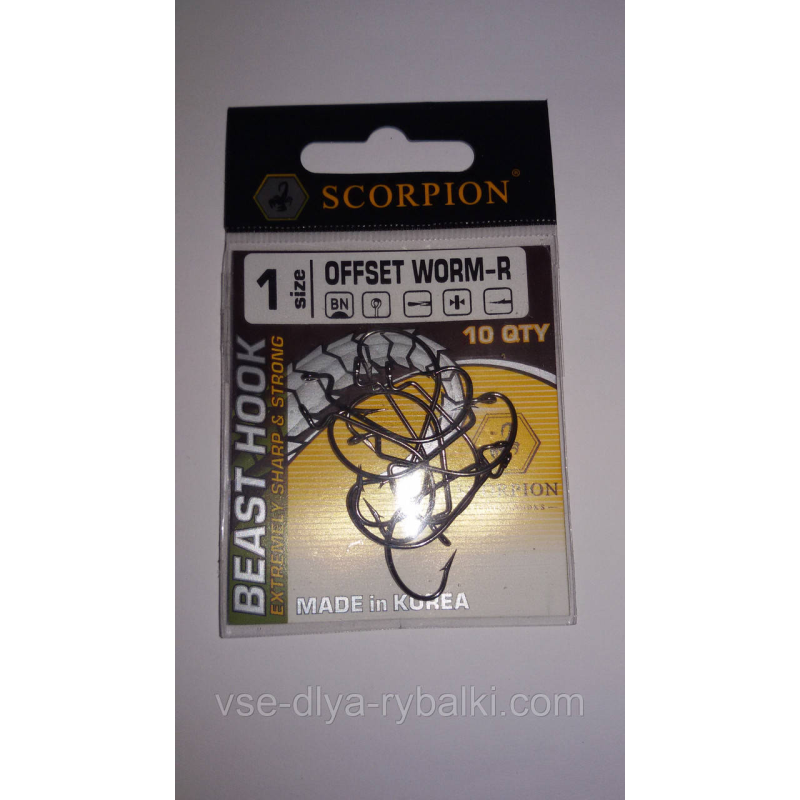 SCORPION®
1 size
OFFSET WORM-R
BN
10 QTY
BEAST HOOK
EXTREMELY SHARP & STRONG
MADE in KOREA
vse-dlya-rybalki.com